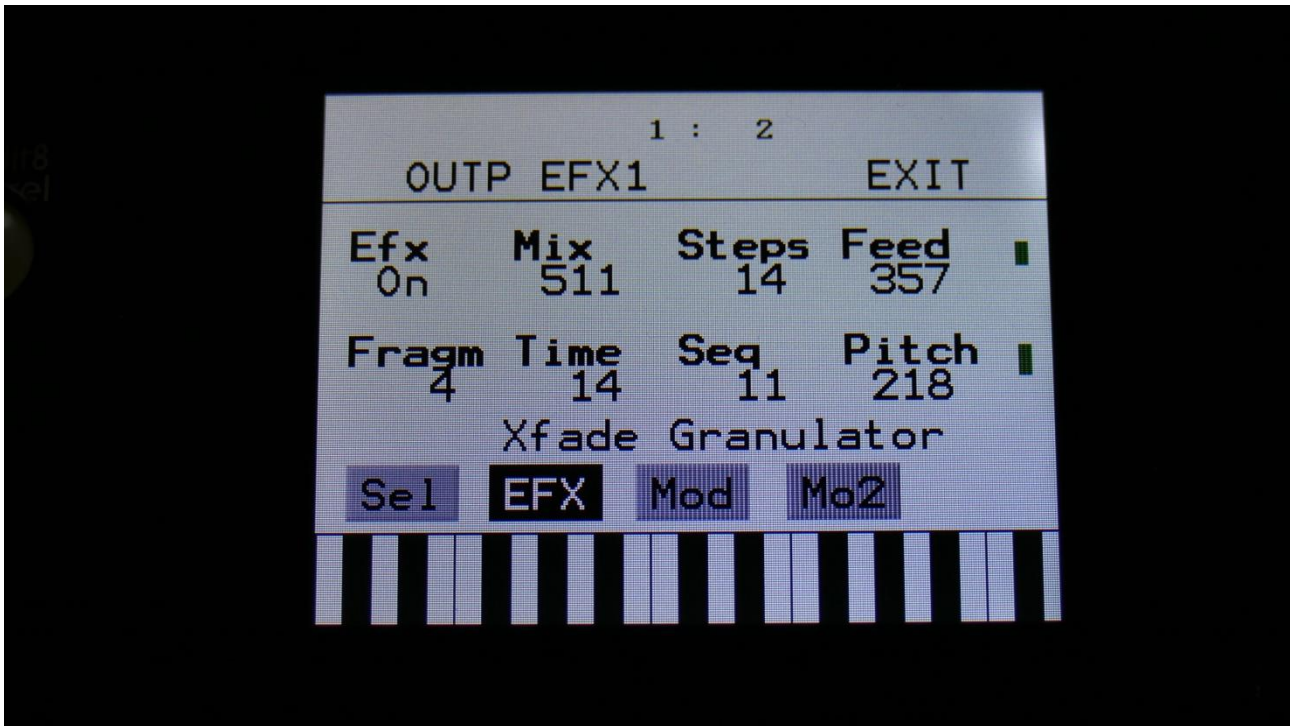 1 : 2
OUTP EFX1 EXIT
Efx Mix Steps Feed
On 511 14 357
Fragm Time Seq Pitch
4 14 11 218
Xfade Granulator
Sel EFX Mod Mo2